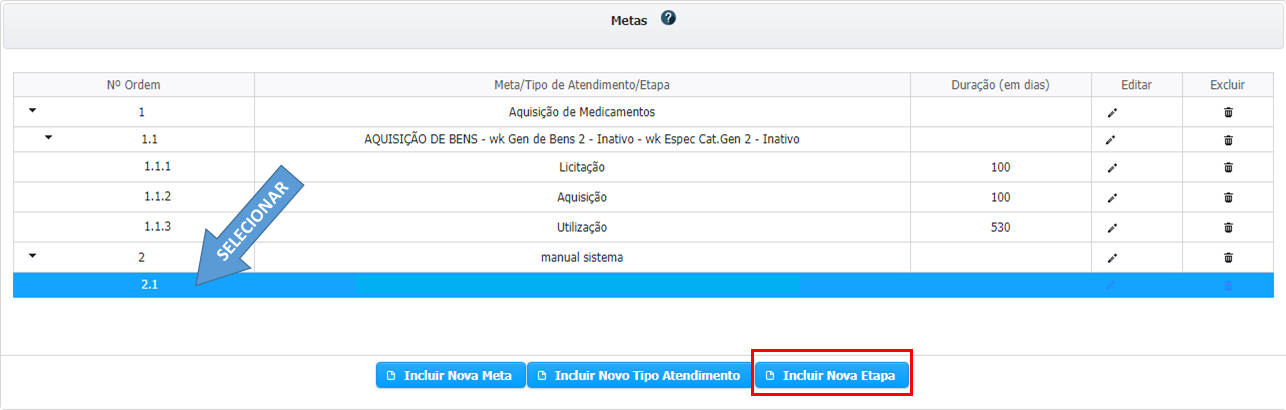 Metas ?
Nº Ordem Meta/Tipo de Atendimento/Etapa Duração (em dias) Editar Excluir
1 Aquisição de Medicamentos
1.1 AQUISIÇÃO DE BENS - wk Gen de Bens 2 - Inativo - wk Espec Cat.Gen 2 - Inativo
1.1.1 Licitação 100
1.1.2 Aquisição 100
1.1.3 Utilização 530
SELECIONAR
2 manual sistema
2.1
Incluir Nova Meta Incluir Novo Tipo Atendimento Incluir Nova Etapa